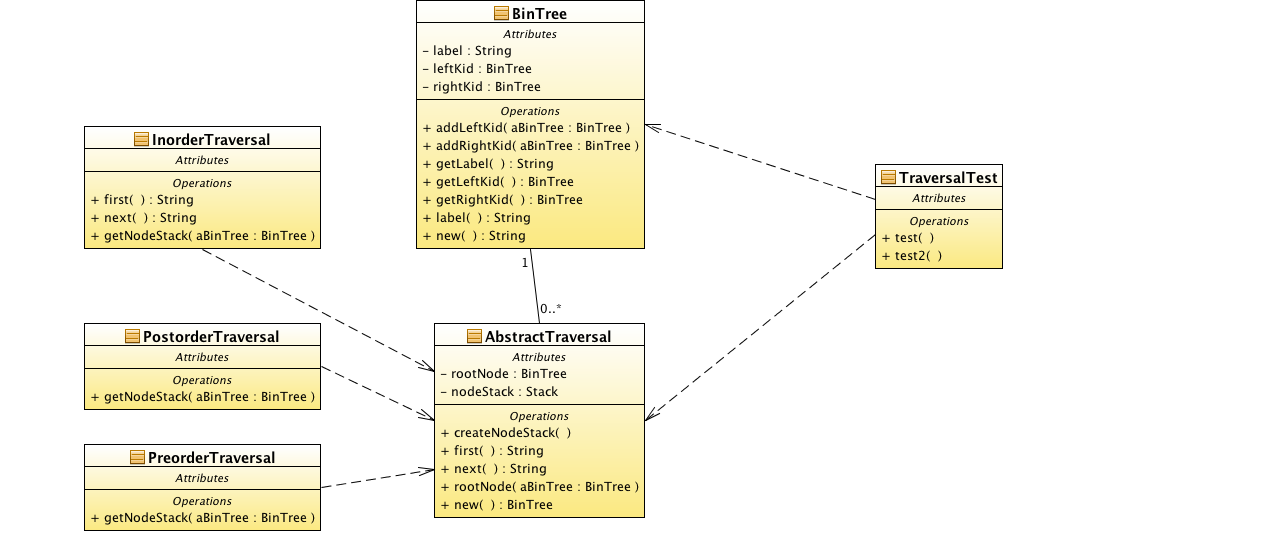 BinTree
Attributes
– label : String
– leftKid : BinTree
– rightKid : BinTree
Operations
+ addLeftKid( aBinTree : BinTree )
+ addRightKid( aBinTree : BinTree )
+ getLabel( ) : String
+ getLeftKid( ) : BinTree
+ getRightKid( ) : BinTree
+ label( ) : String
+ new( ) : String
InorderTraversal
Attributes
Operations
+ first( ) : String
+ next( ) : String
+ getNodeStack( aBinTree : BinTree )
TraversalTest
Attributes
Operations
+ test( )
+ test2( )
1
0..*
PostorderTraversal
Attributes
Operations
+ getNodeStack( aBinTree : BinTree )
AbstractTraversal
Attributes
– rootNode : BinTree
– nodeStack : Stack
Operations
+ createNodeStack( )
+ first( ) : String
+ next( ) : String
+ rootNode( aBinTree : BinTree )
+ new( ) : BinTree
PreorderTraversal
Attributes
Operations
+ getNodeStack( aBinTree : BinTree )